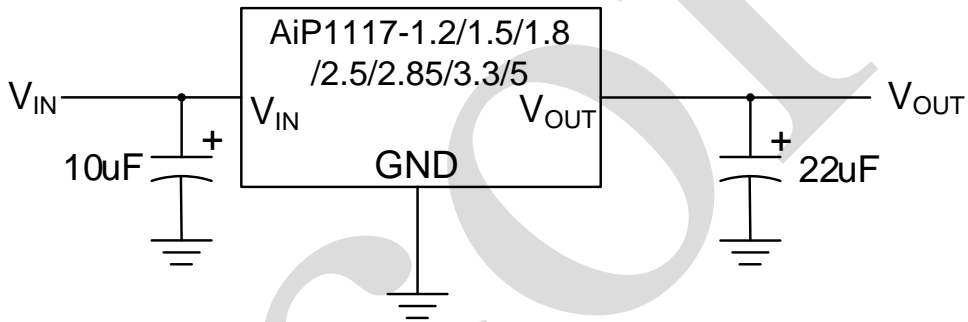 AiP1117-1.2/1.5/1.8
/2.5/2.85/3.3/5
VIN
VIN
VOUT
VOUT
10uF
+
GND
+
22uF